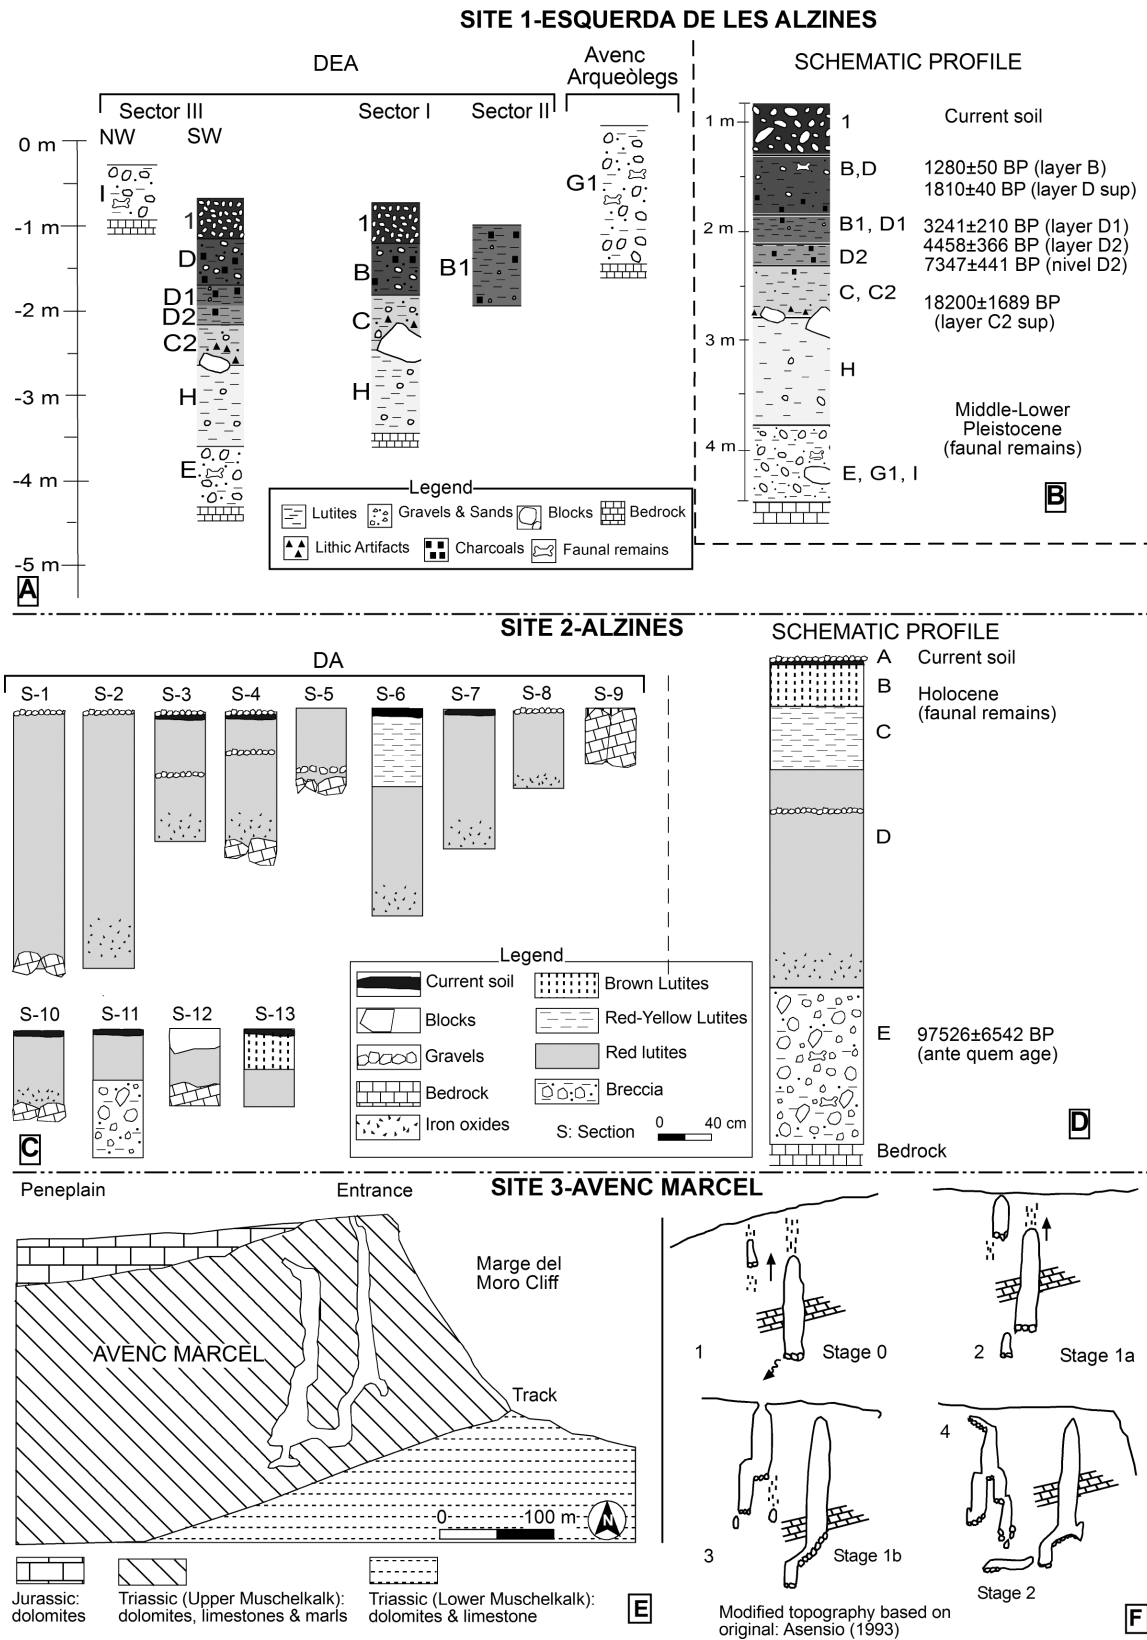 SITE 1-ESQUERDA DE LES ALZINES
DEA
Avenc
Arqueòlegs
Sector III
Sector I
Sector II
NW
SW
0 m
-1 m
-2 m
-3 m
-4 m
-5 m
I
1
D
D1
D2
C2
H
E
1
B
C
H
B1
G1
Legend
Lutites
Gravels & Sands
Blocks
Bedrock
Lithic Artifacts
Charcoals
Faunal remains
A
SCHEMATIC PROFILE
1 m
2 m
3 m
4 m
1
Current soil
B,D
1280±50 BP (layer B)
1810±40 BP (layer D sup)
B1, D1
3241±210 BP (layer D1)
D2
4458±366 BP (layer D2)
7347±441 BP (nivel D2)
C, C2
18200±1689 BP
(layer C2 sup)
H
Middle-Lower
Pleistocene
(faunal remains)
E, G1, I
B
SITE 2-ALZINES
DA
S-1
S-2
S-3
S-4
S-5
S-6
S-7
S-8
S-9
S-10
S-11
S-12
S-13
Legend
Current soil
Brown Lutites
Blocks
Red-Yellow Lutites
Gravels
Red lutites
Bedrock
Breccia
Iron oxides
S: Section
0
40 cm
C
SCHEMATIC PROFILE
A
Current soil
B
Holocene
(faunal remains)
C
D
E
97526±6542 BP
(ante quem age)
Bedrock
D
SITE 3-AVENC MARCEL
Peneplain
Entrance
Marge del
Moro Cliff
AVENC MARCEL
Track
0
100 m
N
Jurassic:
dolomites
Triassic (Upper Muschelkalk):
dolomites, limestones & marls
Triassic (Lower Muschelkalk):
dolomites & limestone
E
1
Stage 0
2
Stage 1a
3
Stage 1b
4
Stage 2
Modified topography based on
original: Asensio (1993)
F